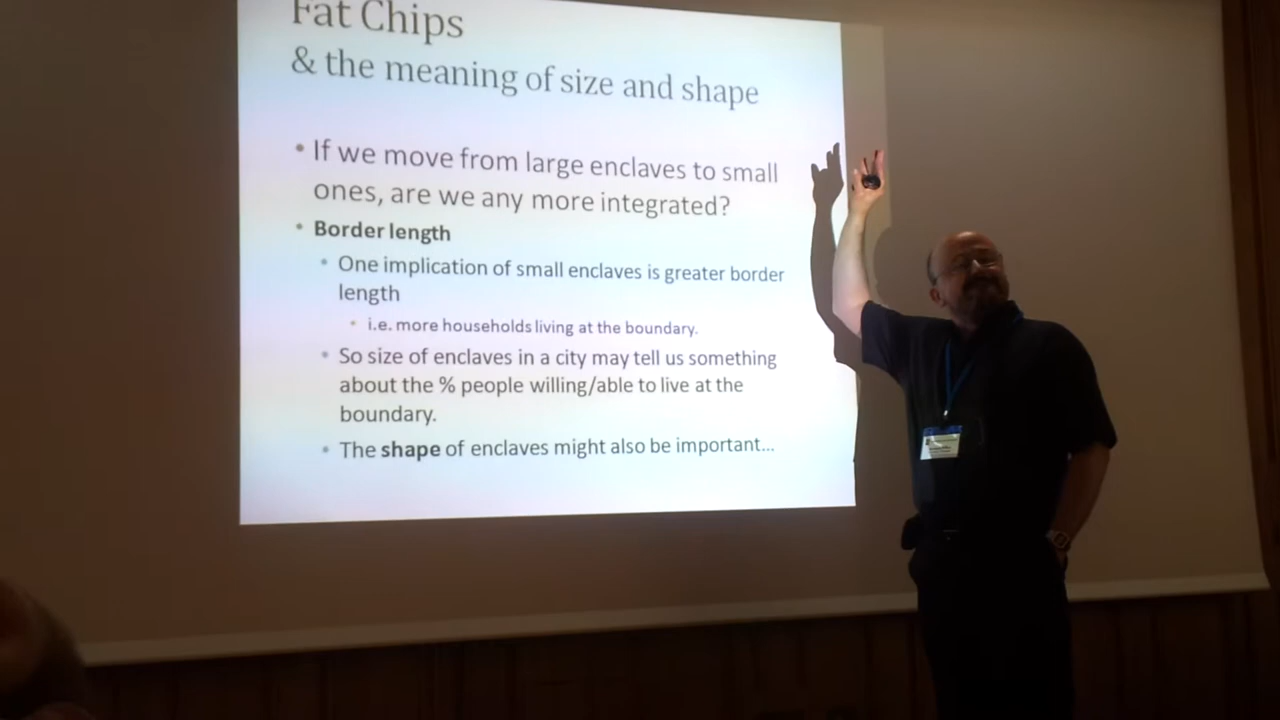 Fat Chips
& the meaning of size and shape
• If we move from large enclaves to small
ones, are we any more integrated?
• Border length
• One implication of small enclaves is greater border
length
• i.e. more households living at the boundary.
• So size of enclaves in a city may tell us something
about the % people willing/able to live at the
boundary.
• The shape of enclaves might also be important...